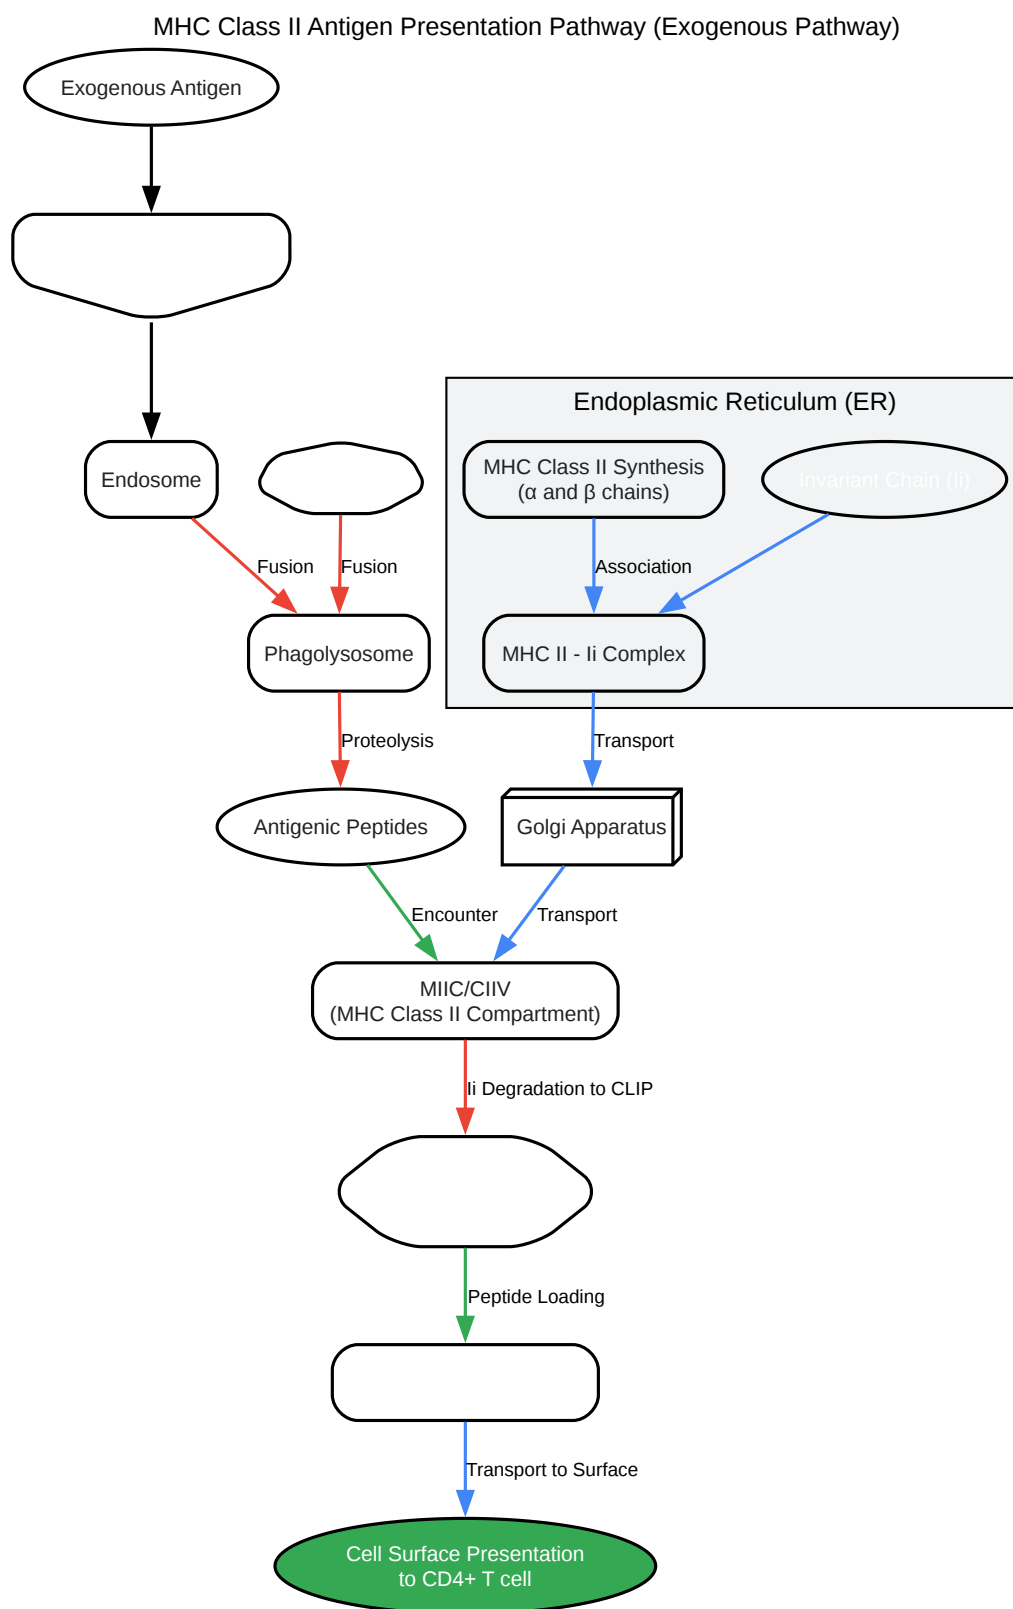 MHC Class II Antigen Presentation Pathway (Exogenous Pathway)
Exogenous Antigen
Endoplasmic Reticulum (ER)
Endosome
MHC Class II Synthesis
(α and β chains)
Invariant Chain (Ii)
Fusion
Fusion
Association
Phagolysosome
MHC II - Ii Complex
Proteolysis
Transport
Antigenic Peptides
Golgi Apparatus
Encounter
Transport
MIIC/CIIV
(MHC Class II Compartment)
Ii Degradation to CLIP
Peptide Loading
Transport to Surface
Cell Surface Presentation
to CD4+ T cell